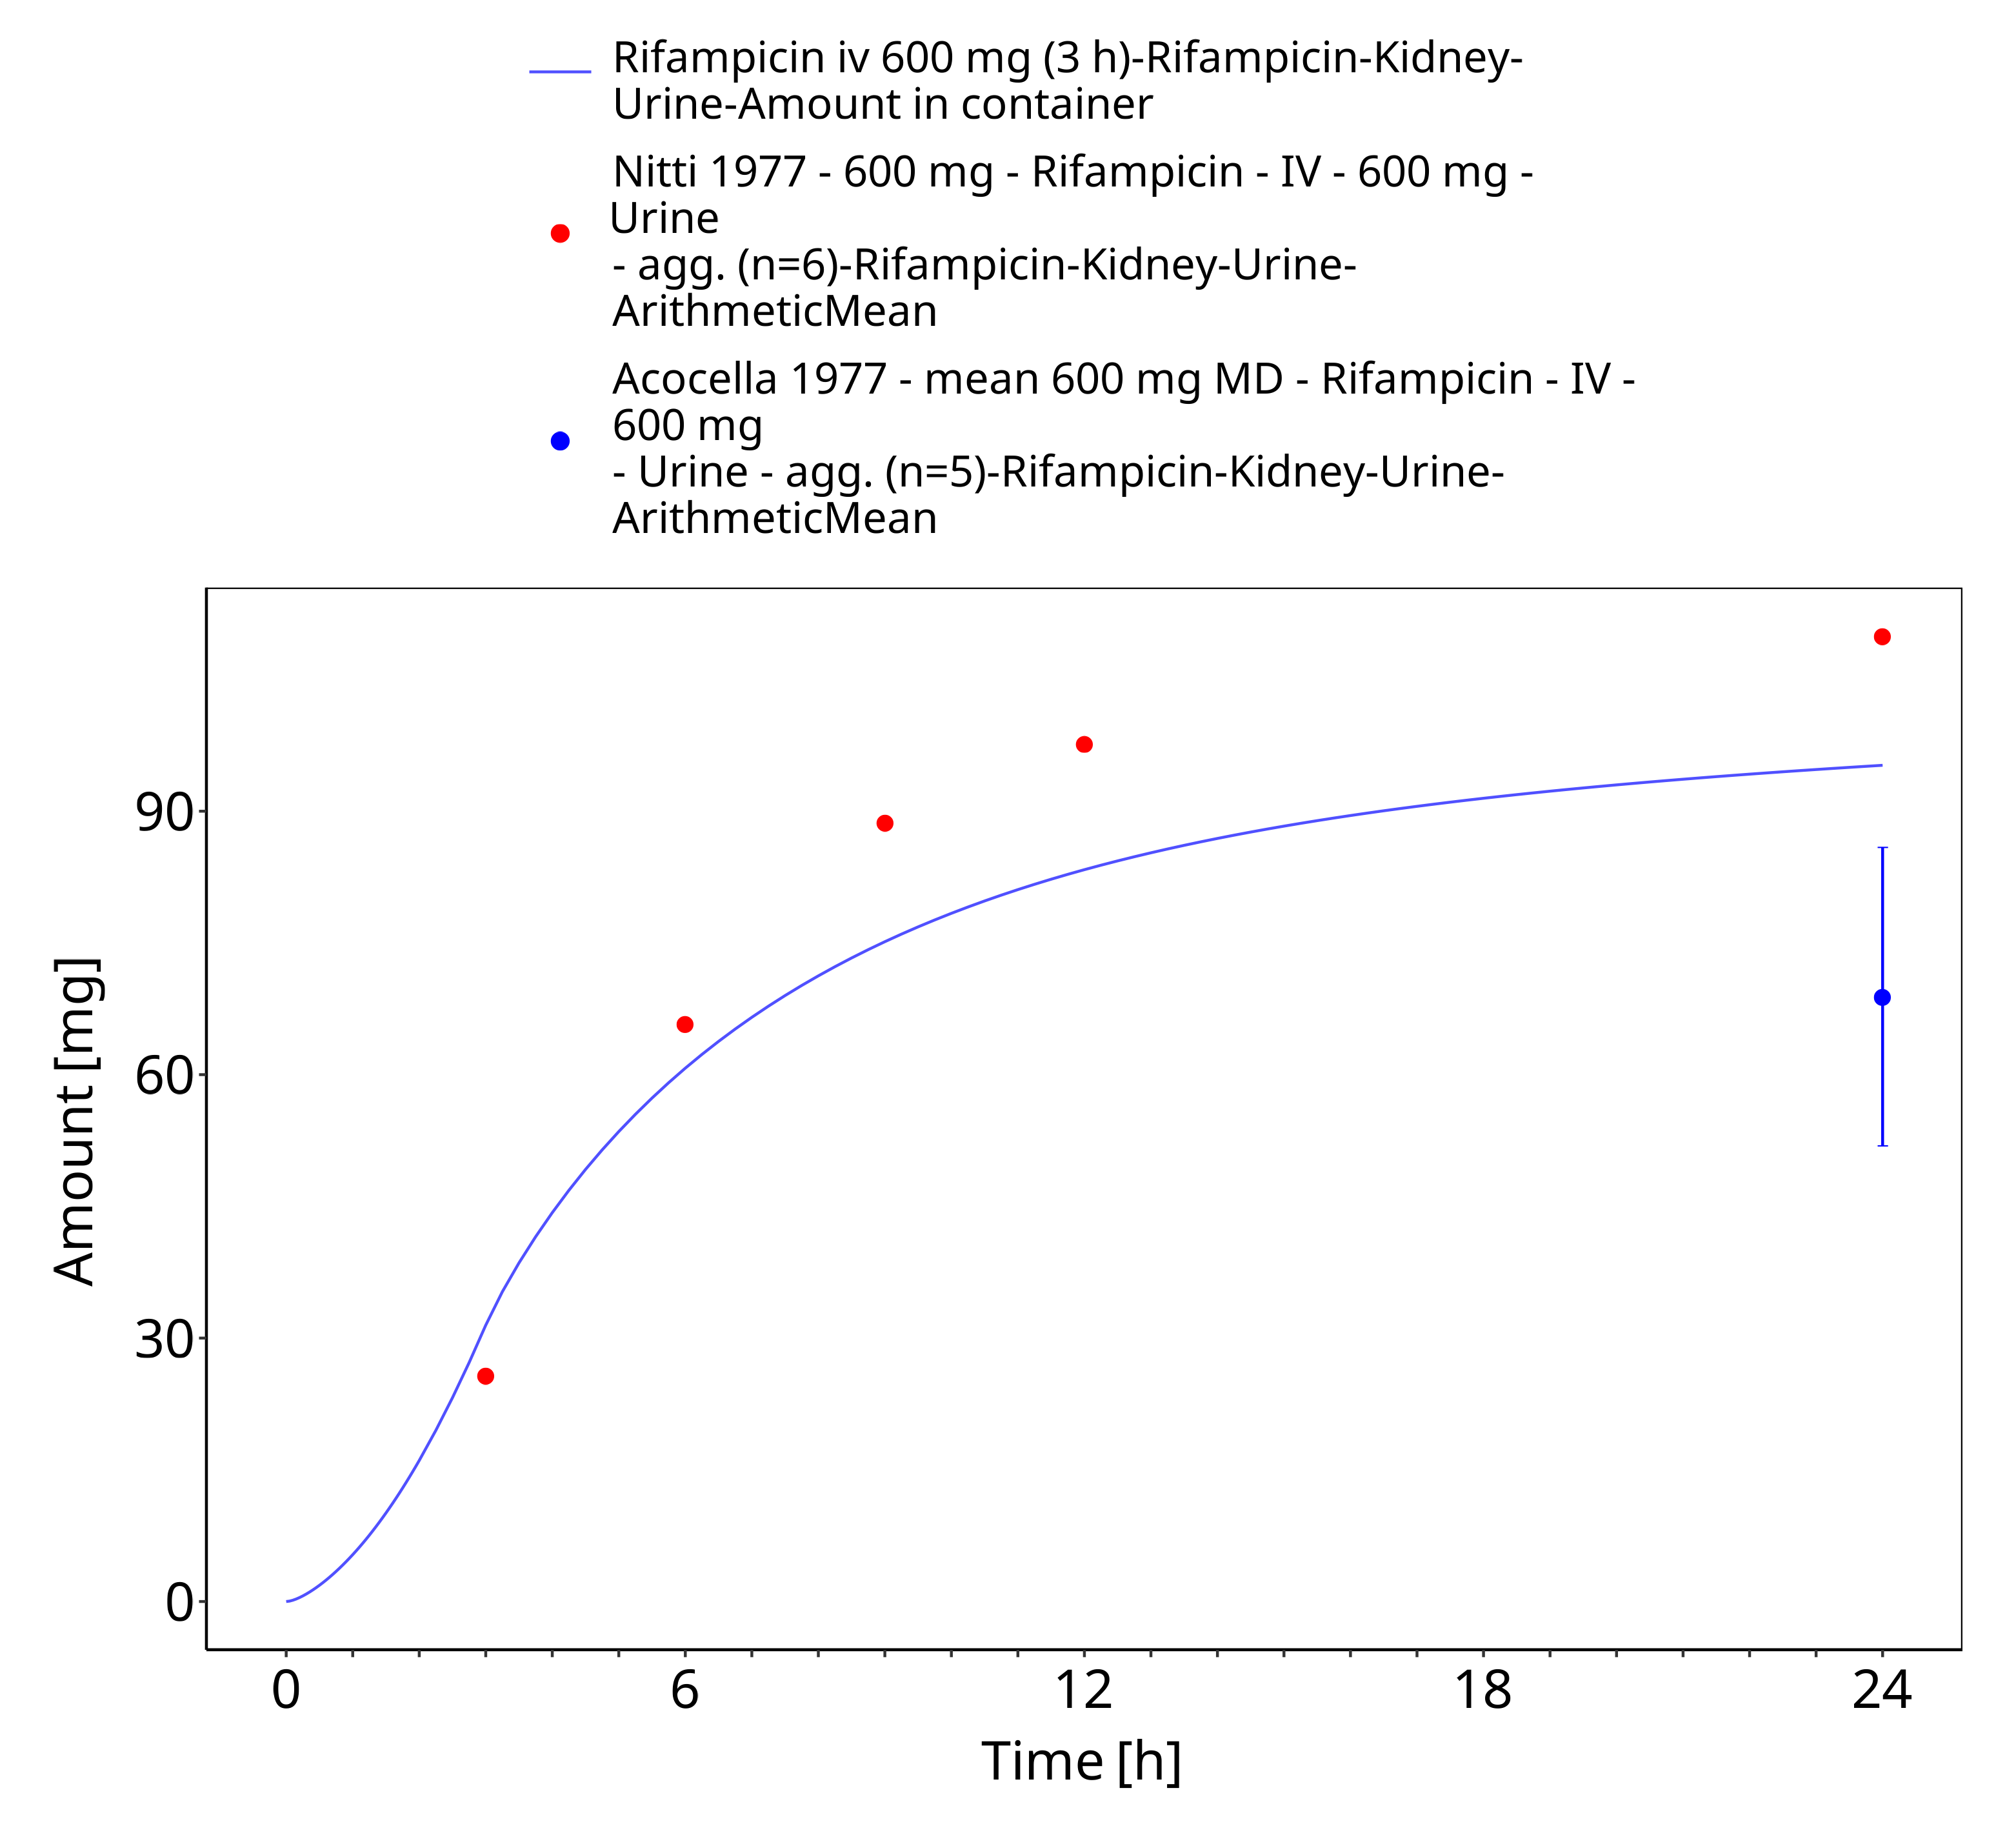 Rifampicin iv 600 mg (3 h)-Rifampicin-Kidney-
Urine-Amount in container
Nitti 1977 - 600 mg - Rifampicin - IV - 600 mg -
Urine
- agg. (n=6)-Rifampicin-Kidney-Urine-
ArithmeticMean
Acocella 1977 - mean 600 mg MD - Rifampicin - IV -
600 mg
- Urine - agg. (n=5)-Rifampicin-Kidney-Urine-
ArithmeticMean
90
60
30
0
Amount [mg]
0 6 12 18 24
Time [h]